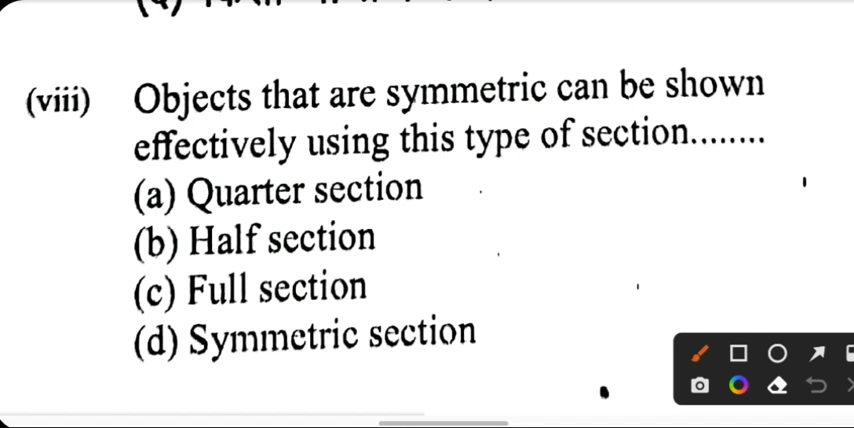 (viii) Objects that are symmetric can be shown
effectively using this type of section........
(a) Quarter section
(b) Half section
(c) Full section
(d) Symmetric section